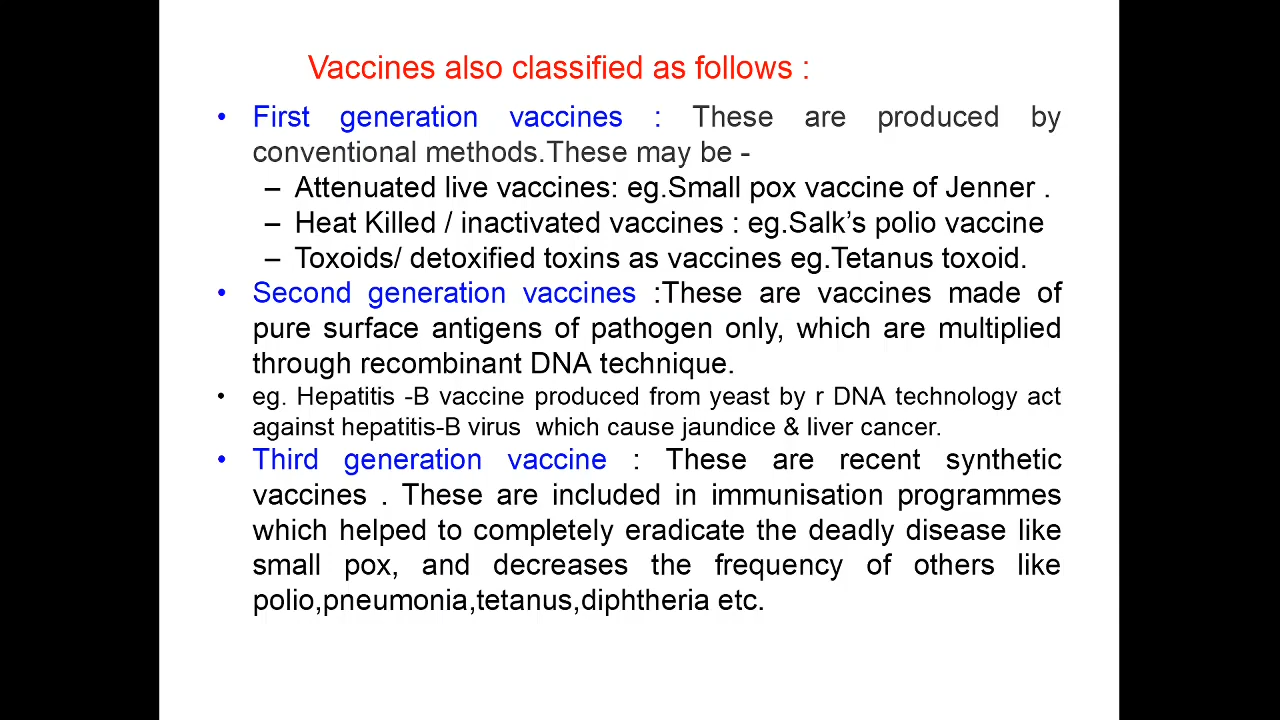 Vaccines also classified as follows :
• First generation vaccines : These are produced by
conventional methods.These may be -
– Attenuated live vaccines: eg.Small pox vaccine of Jenner .
– Heat Killed / inactivated vaccines : eg.Salk’s polio vaccine
– Toxoids/ detoxified toxins as vaccines eg.Tetanus toxoid.
• Second generation vaccines :These are vaccines made of
pure surface antigens of pathogen only, which are multiplied
through recombinant DNA technique.
• eg. Hepatitis -B vaccine produced from yeast by r DNA technology act
against hepatitis-B virus which cause jaundice & liver cancer.
• Third generation vaccine : These are recent synthetic
vaccines . These are included in immunisation programmes
which helped to completely eradicate the deadly disease like
small pox, and decreases the frequency of others like
polio,pneumonia,tetanus,diphtheria etc.